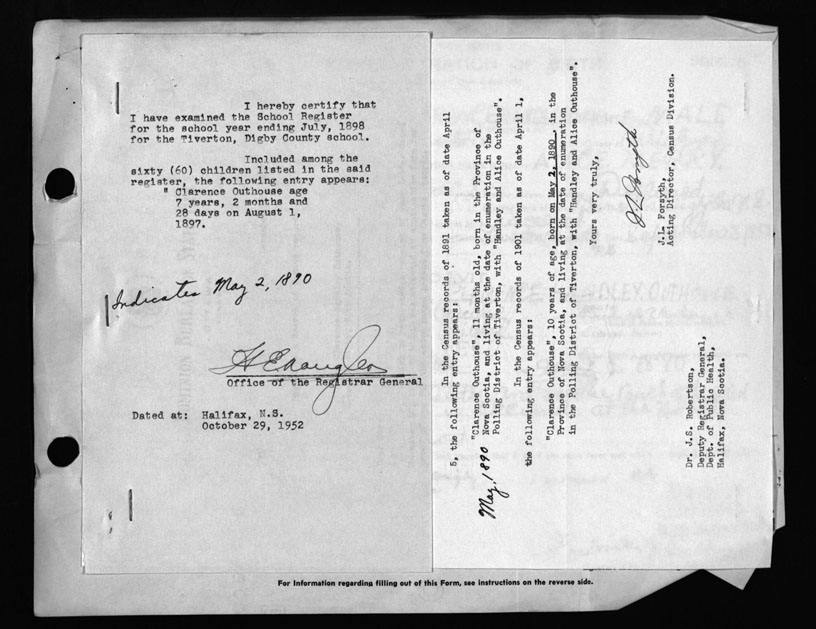 I hereby certify that
I have examined the School Register
for the school year ending July, 1898
for the Tiverton, Digby County school.
Included among the
sixty (60) children listed in the said
register, the following entry appears:
" Clarence Outhouse age
7 years, 2 months and
28 days on August 1,
1897.
Indicates May 2, 1890
Office of the Registrar General
Dated at: Halifax, N.S.
October 29, 1952
In the Census records of 1891 taken as of date April
5, the following entry appears:
"Clarence Outhouse", 11 months old, born in the Province of
Nova Scotia, and living at the date of enumeration in the
Polling District of Tiverton, with "Handley and Alice Outhouse".
May, 1890
In the Census records of 1901 taken as of date April 1,
the following entry appears:
"Clarence Outhouse", 10 years of age, born on May 2, 1890, in the
Province of Nova Scotia, and living at the date of enumeration
in the Polling District of Tiverton, with "Handley and Alice Outhouse".
Yours very truly,
J L Forsyth
J.L. Forsyth,
Acting Director, Census Division.
Dr. J.S. Robertson,
Deputy Registrar General,
Dept. of Public Health,
Halifax, Nova Scotia.
For Information regarding filling out of this Form, see instructions on the reverse side.